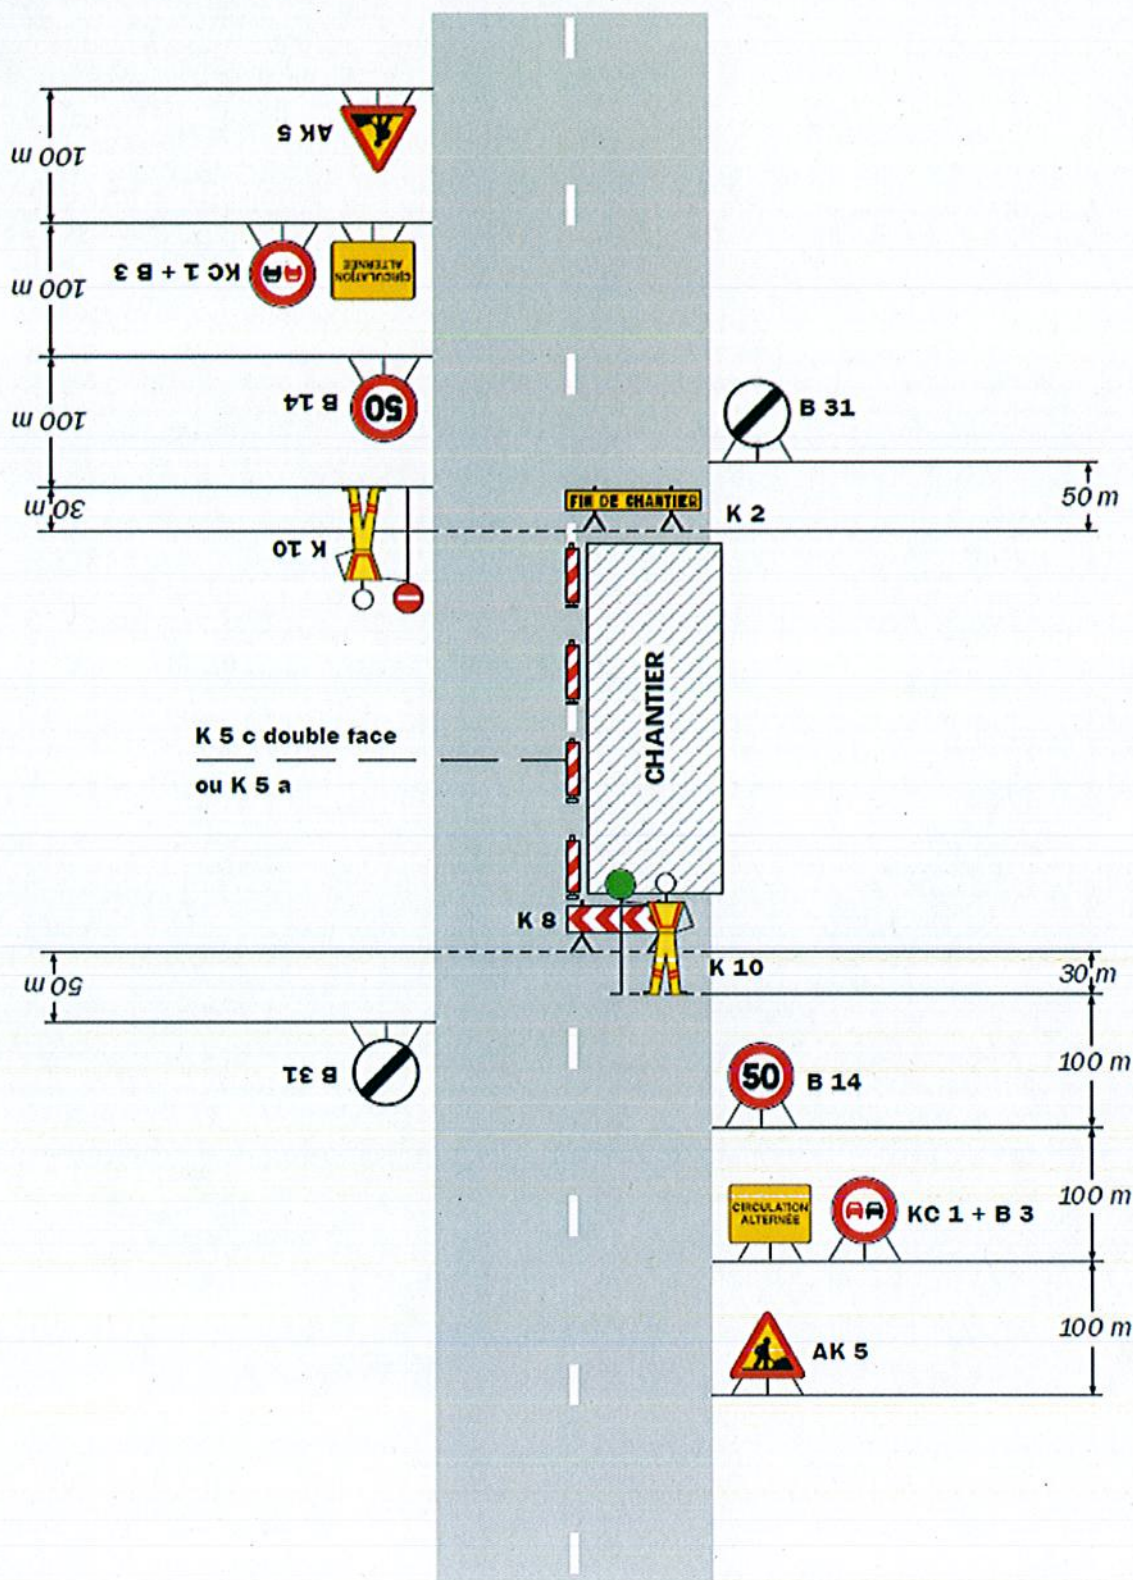 AK 5
100 m
KC 1 + B 3
CIRCULATION
ALTERNÉE
100 m
B 14
50
100 m
B 31
50 m
30 m
K 10
FIN DE CHANTIER
K 2
CHANTIER
K 5 c double face
ou K 5 a
K 8
K 10
50 m
30 m
B 31
50
B 14
100 m
CIRCULATION
ALTERNÉE
KC 1 + B 3
100 m
AK 5
100 m